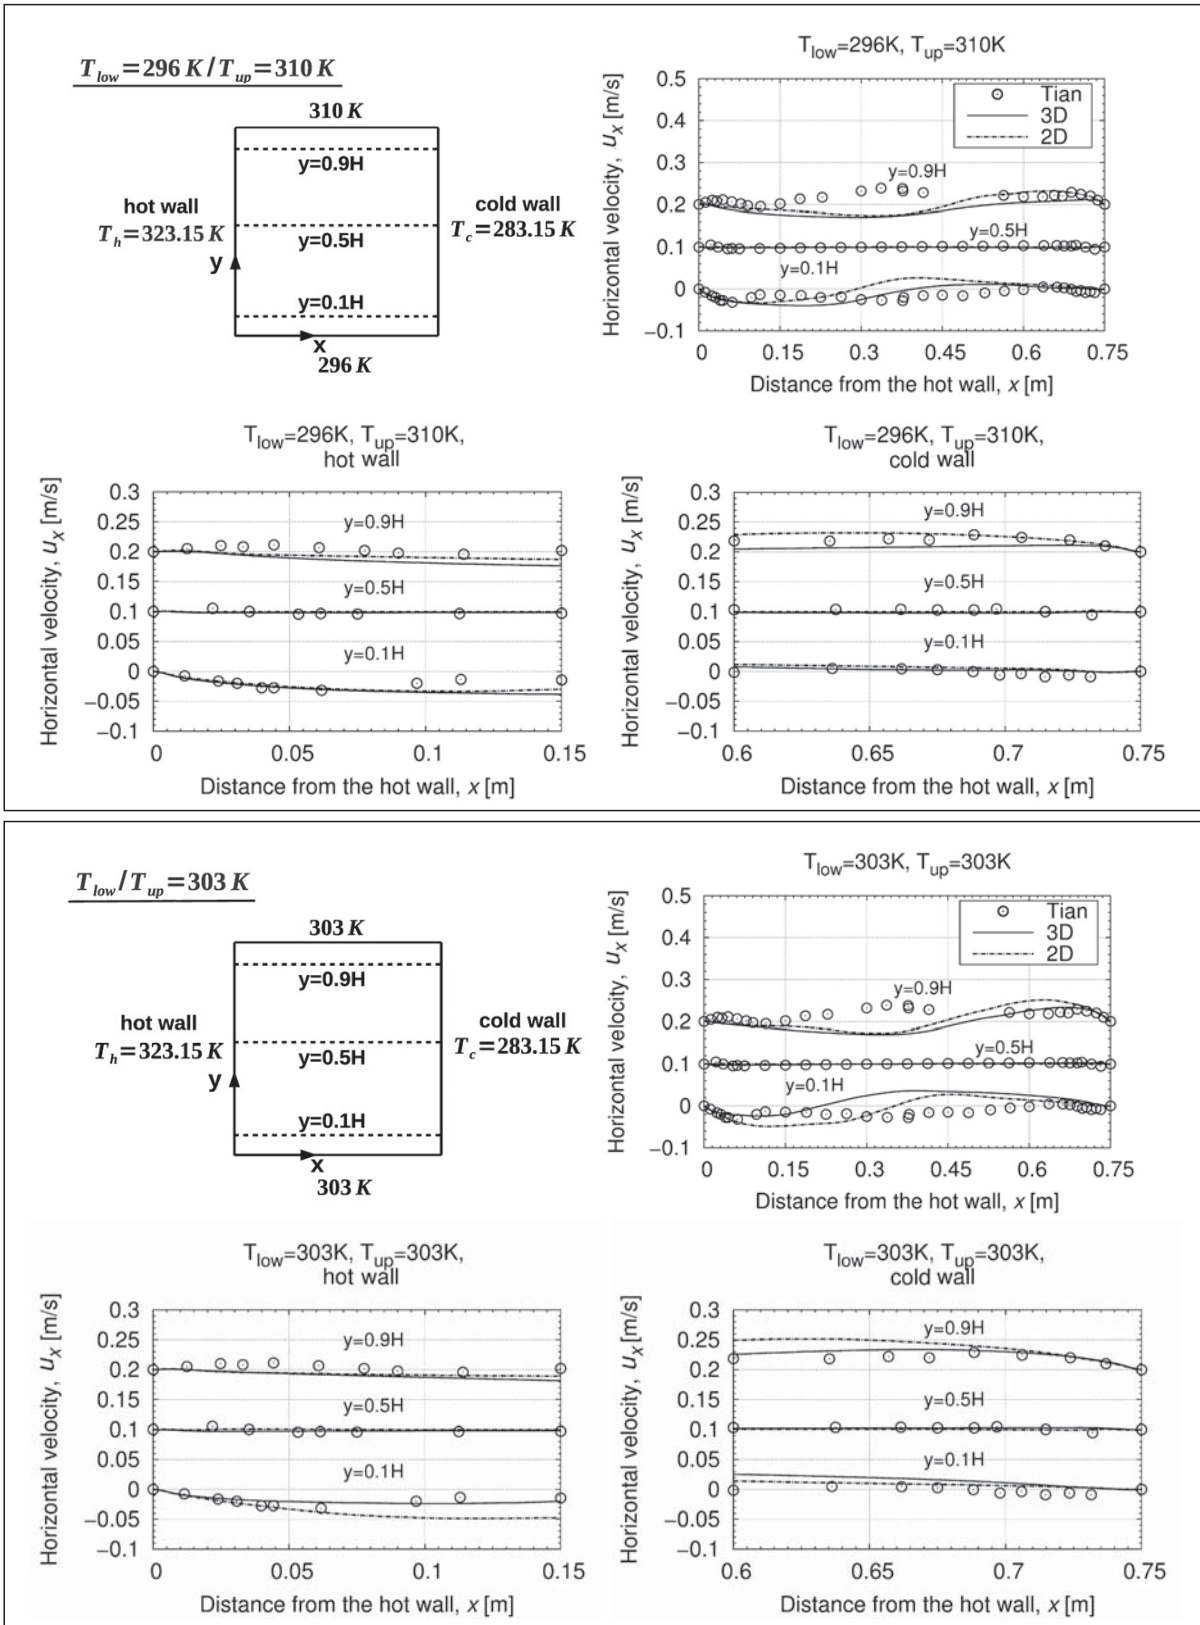 T_low=296 K/T_up=310 K
310 K
y=0.9H
hot wall
T_h=323.15 K
y=0.5H
cold wall
T_c=283.15 K
y
y=0.1H
x
296 K
T_low=296K, T_up=310K
Horizontal velocity, u_x [m/s]
0.5
0.4
0.3
0.2
0.1
0
−0.1
Tian
3D
2D
y=0.9H
y=0.5H
y=0.1H
0 0.15 0.3 0.45 0.6 0.75
Distance from the hot wall, x [m]
T_low=296K, T_up=310K,
hot wall
Horizontal velocity, u_x [m/s]
0.3
0.25
0.2
0.15
0.1
0.05
0
−0.05
−0.1
y=0.9H
y=0.5H
y=0.1H
0 0.05 0.1 0.15
Distance from the hot wall, x [m]
T_low=296K, T_up=310K,
cold wall
Horizontal velocity, u_x [m/s]
0.3
0.25
0.2
0.15
0.1
0.05
0
−0.05
−0.1
y=0.9H
y=0.5H
y=0.1H
0.6 0.65 0.7 0.75
Distance from the hot wall, x [m]
T_low/T_up=303 K
303 K
y=0.9H
hot wall
T_h=323.15 K
y=0.5H
cold wall
T_c=283.15 K
y
y=0.1H
x
303 K
T_low=303K, T_up=303K
Horizontal velocity, u_x [m/s]
0.5
0.4
0.3
0.2
0.1
0
−0.1
Tian
3D
2D
y=0.9H
y=0.5H
y=0.1H
0 0.15 0.3 0.45 0.6 0.75
Distance from the hot wall, x [m]
T_low=303K, T_up=303K,
hot wall
Horizontal velocity, u_x [m/s]
0.3
0.25
0.2
0.15
0.1
0.05
0
−0.05
−0.1
y=0.9H
y=0.5H
y=0.1H
0 0.05 0.1 0.15
Distance from the hot wall, x [m]
T_low=303K, T_up=303K,
cold wall
Horizontal velocity, u_x [m/s]
0.3
0.25
0.2
0.15
0.1
0.05
0
−0.05
−0.1
y=0.9H
y=0.5H
y=0.1H
0.6 0.65 0.7 0.75
Distance from the hot wall, x [m]